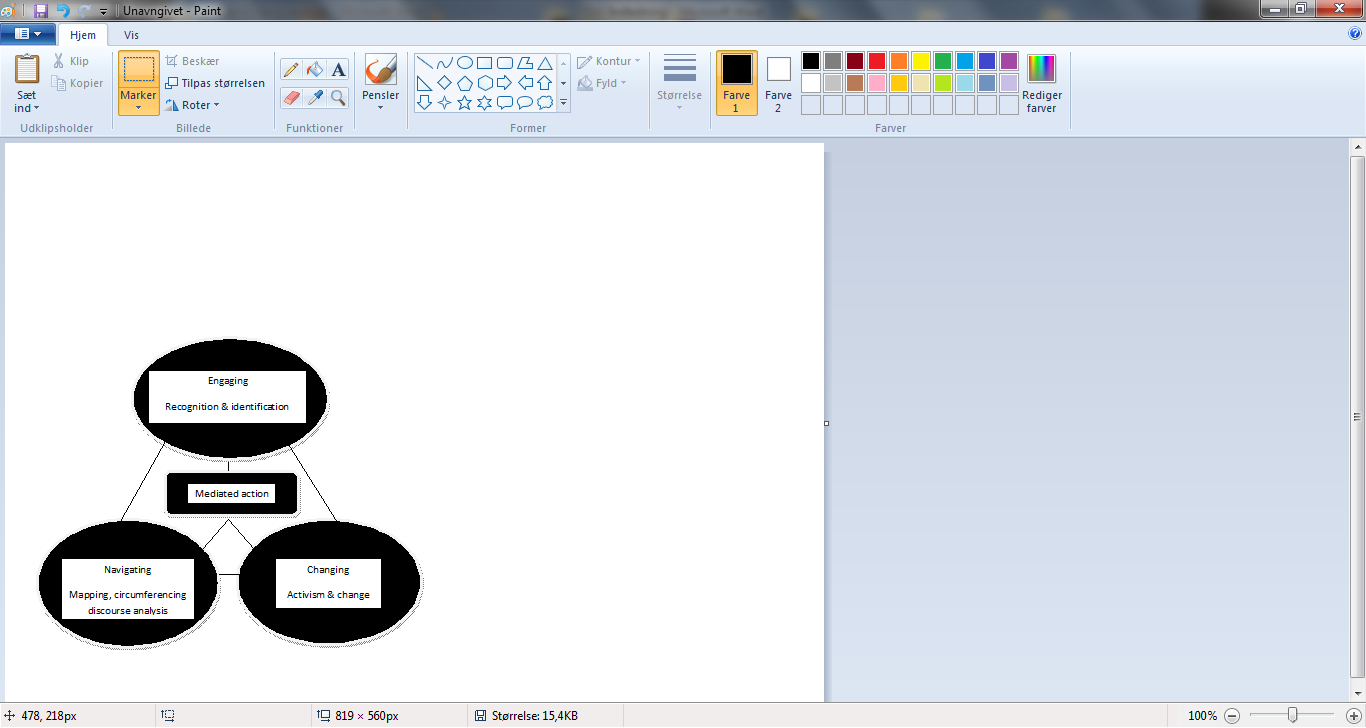 Unavngivet - Paint
Hjem Vis
Sæt ind
Klip
Kopier
Udklipsholder
Marker
Beskær
Tilpas størrelsen
Roter
Billede
A
Funktioner
Pensler
Kontur
Fyld
Former
Størrelse
Farve 1
Farve 2
Rediger farver
Farver
Engaging
Recognition & identification
Mediated action
Navigating
Mapping, circumferencing
discourse analysis
Changing
Activism & change
478, 218px
819 × 560px
Størrelse: 15,4KB
100%